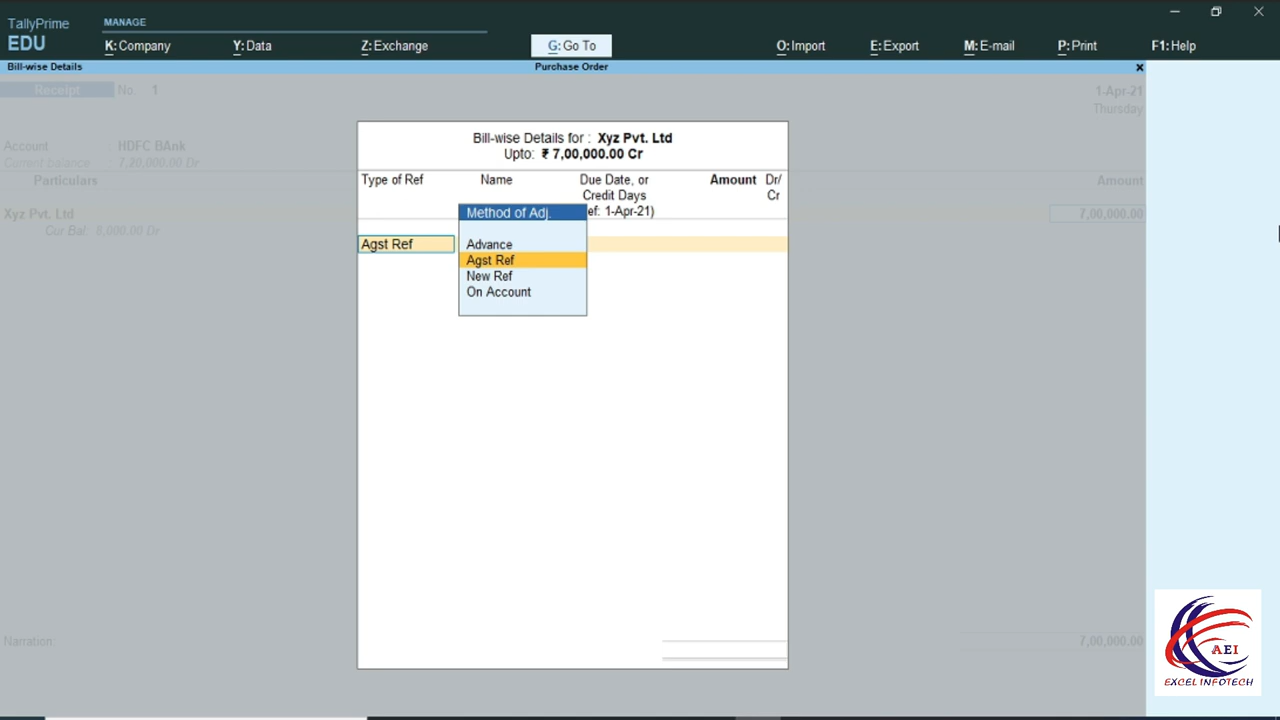 TallyPrime
MANAGE
EDU
K: Company
Y: Data
Z: Exchange
G: Go To
O: Import
E: Export
M: E-mail
P: Print
F1: Help
Bill-wise Details
Purchase Order
Receipt No. 1
1-Apr-21
Thursday
Account : HDFC BAnk
Current balance : 7,20,000.00 Dr
Particulars
Amount
Xyz Pvt. Ltd
7,00,000.00
Cur Bal: 8,000.00 Dr
Bill-wise Details for : Xyz Pvt. Ltd
Upto: ₹ 7,00,000.00 Cr
Type of Ref Name Due Date, or Amount Dr/
Credit Days Cr
ef: 1-Apr-21)
Method of Adj.
Agst Ref
Advance
Agst Ref
New Ref
On Account
Narration:
7,00,000.00
AEI
EXCEL INFOTECH